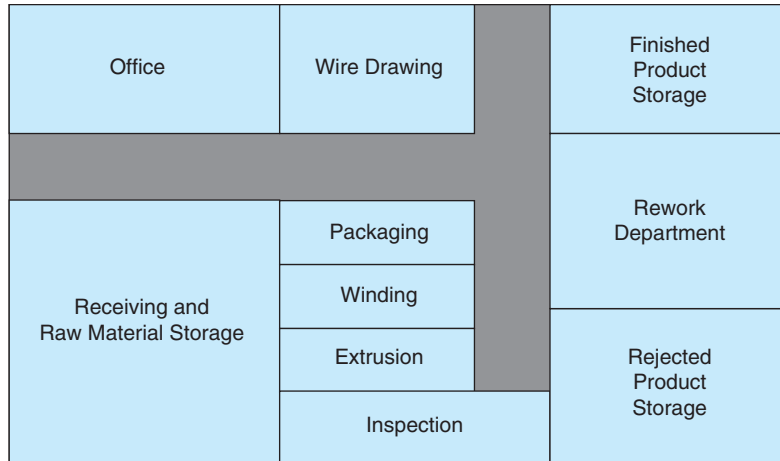 Office
Wire Drawing
Finished
Product
Storage
Packaging
Rework
Department
Winding
Receiving and
Raw Material Storage
Extrusion
Rejected
Product
Storage
Inspection